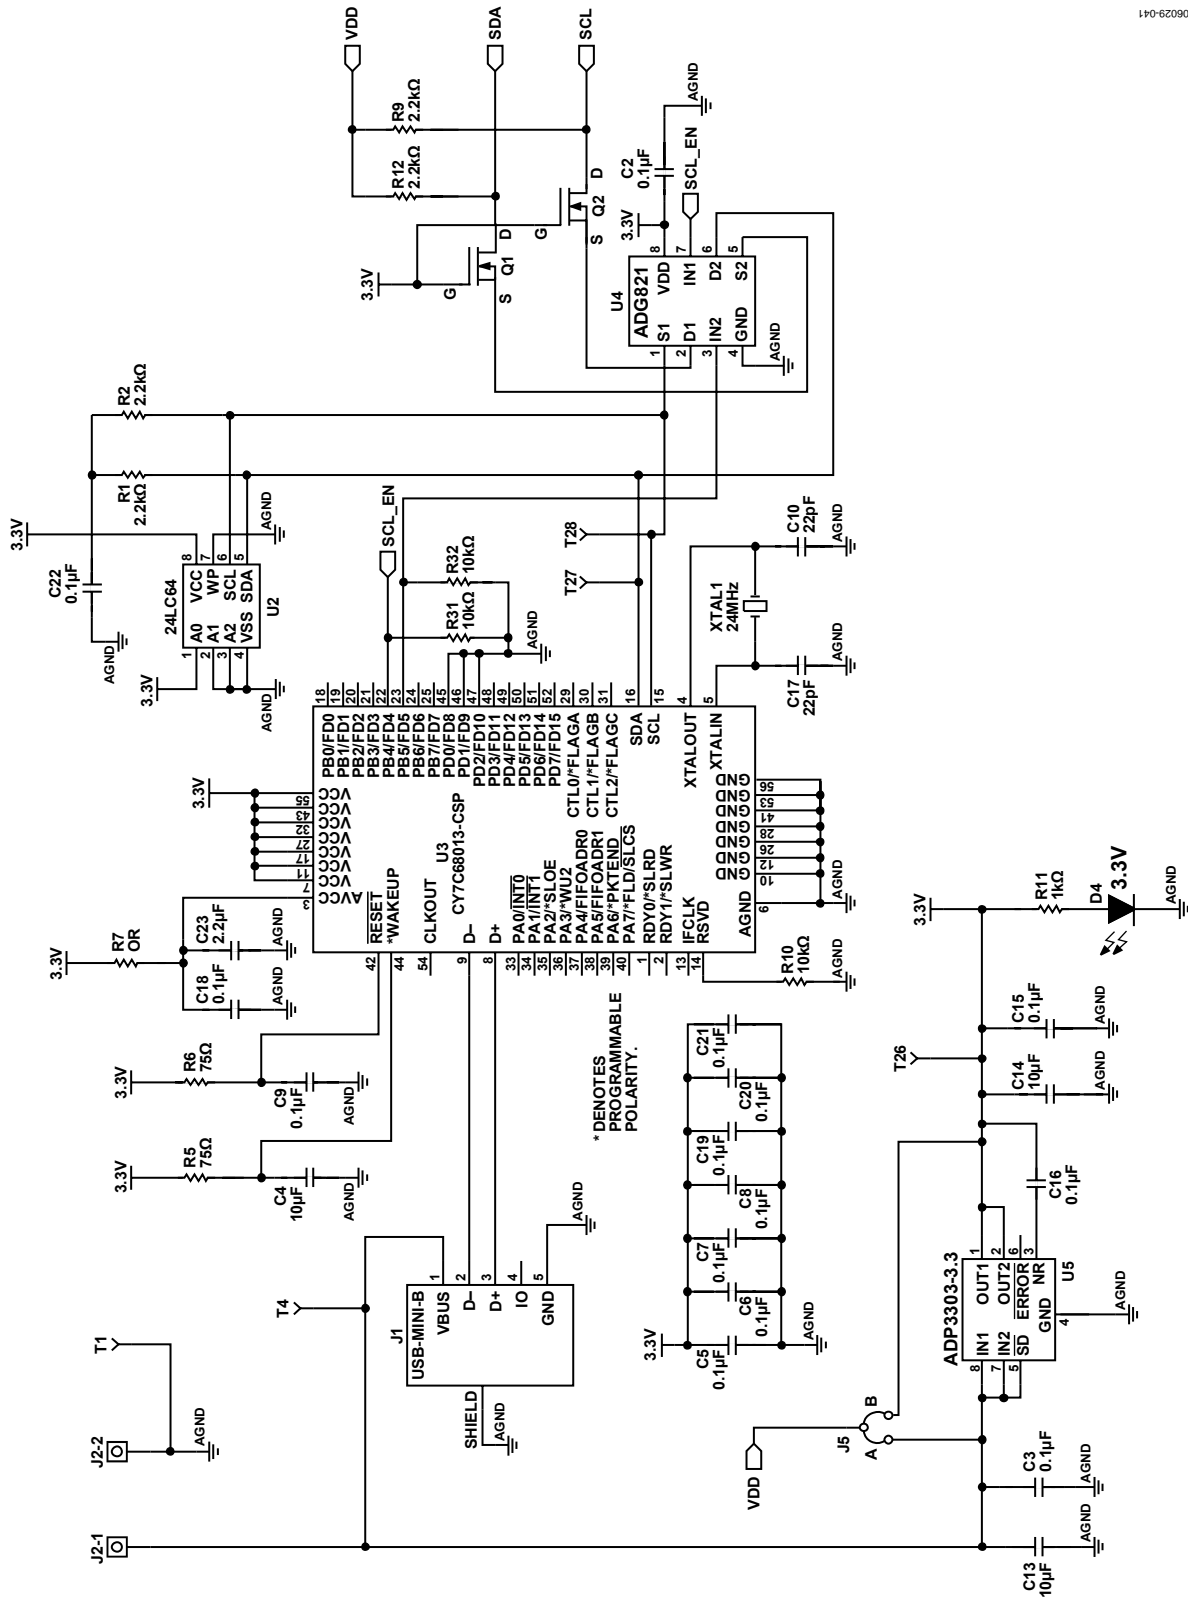 J2-1
J2-2
AGND
T1
T4
J1
USB-MINI-B
VBUS 1
D– 2
D+ 3
IO 4
GND 5
SHIELD
AGND
AGND
3.3V
R5
75Ω
C4
10µF
AGND
3.3V
R6
75Ω
C9
0.1µF
AGND
3.3V
R7
OR
C18
0.1µF
AGND
C23
2.2µF
AGND
3.3V
3 AVCC
7 VCC
11 VCC
17 VCC
27 VCC
32 VCC
43 VCC
55 VCC
42 RESET
44 *WAKEUP
54 CLKOUT
9 D–
8 D+
33 PA0/INT0
34 PA1/INT1
35 PA2/*SLOE
36 PA3/*WU2
37 PA4/FIFOADR0
38 PA5/FIFOADR1
39 PA6/*PKTEND
40 PA7/*FLD/SLCS
1 RDY0/*SLRD
2 RDY1/*SLWR
13 IFCLK
14 RSVD
U3
CY7C68013-CSP
PB0/FD0 18
PB1/FD1 19
PB2/FD2 20
PB3/FD3 21
PB4/FD4 22
PB5/FD5 23
PB6/FD6 24
PB7/FD7 25
PD0/FD8 45
PD1/FD9 46
PD2/FD10 47
PD3/FD11 48
PD4/FD12 49
PD5/FD13 50
PD6/FD14 51
PD7/FD15 52
CTL0/*FLAGA 29
CTL1/*FLAGB 30
CTL2/*FLAGC 31
SDA 16
SCL 15
XTALOUT 4
XTALIN 5
AGND 9
GND 10
GND 12
GND 26
GND 28
GND 41
GND 53
GND 56
AGND
R10
10kΩ
AGND
* DENOTES
PROGRAMMABLE
POLARITY.
3.3V
1 A0
2 A1
3 A2
4 VSS
24LC64
VCC 8
WP 7
SCL 6
SDA 5
U2
AGND
AGND
3.3V
C22
0.1µF
AGND
R1
2.2kΩ
R2
2.2kΩ
SCL_EN
R31
10kΩ
R32
10kΩ
AGND
T27
T28
XTAL1
24MHz
C17
22pF
AGND
C10
22pF
AGND
3.3V
G
D
S
Q1
G
D
S
Q2
VDD
SDA
SCL
R12
2.2kΩ
R9
2.2kΩ
U4
ADG821
1 S1
2 D1
3 IN2
4 GND
VDD 8
IN1 7
D2 6
S2 5
AGND
3.3V
C2
0.1µF
AGND
SCL_EN
3.3V
C5
0.1µF
C6
0.1µF
C7
0.1µF
C8
0.1µF
C19
0.1µF
C20
0.1µF
C21
0.1µF
AGND
VDD
J5
A
B
C13
10µF
AGND
C3
0.1µF
AGND
ADP3303-3.3
8 IN1
7 IN2
5 SD
OUT1 1
OUT2 2
ERROR 6
NR 3
GND
4
U5
AGND
C16
0.1µF
C14
10µF
AGND
T26
C15
0.1µF
AGND
3.3V
R11
1kΩ
D4
3.3V
AGND
06029-041